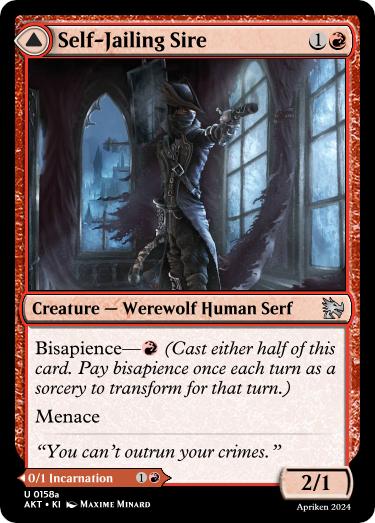 Self-Jailing Sire 1
Creature — Werewolf Human Serf
Bisapience— (Cast either half of this
card. Pay bisapience once each turn as a
sorcery to transform for that turn.)
Menace
“You can’t outrun your crimes.”
0/1 Incarnation 1
2/1
U 0158a
AKT • KI Maxime Minard
Apriken 2024